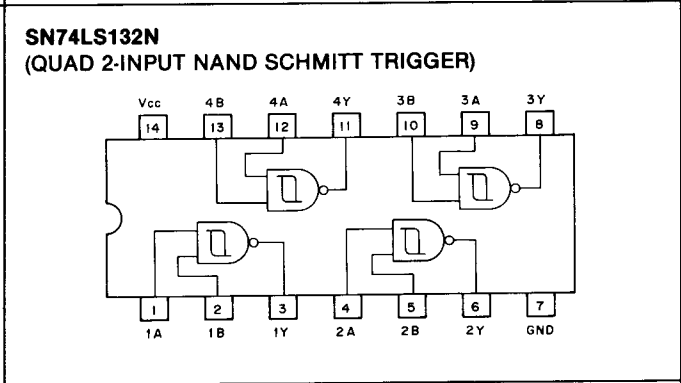 SN74LS132N
(QUAD 2-INPUT NAND SCHMITT TRIGGER)
Vcc 4B 4A 4Y 3B 3A 3Y
14 13 12 11 10 9 8
1 2 3 4 5 6 7
1A 1B 1Y 2A 2B 2Y GND